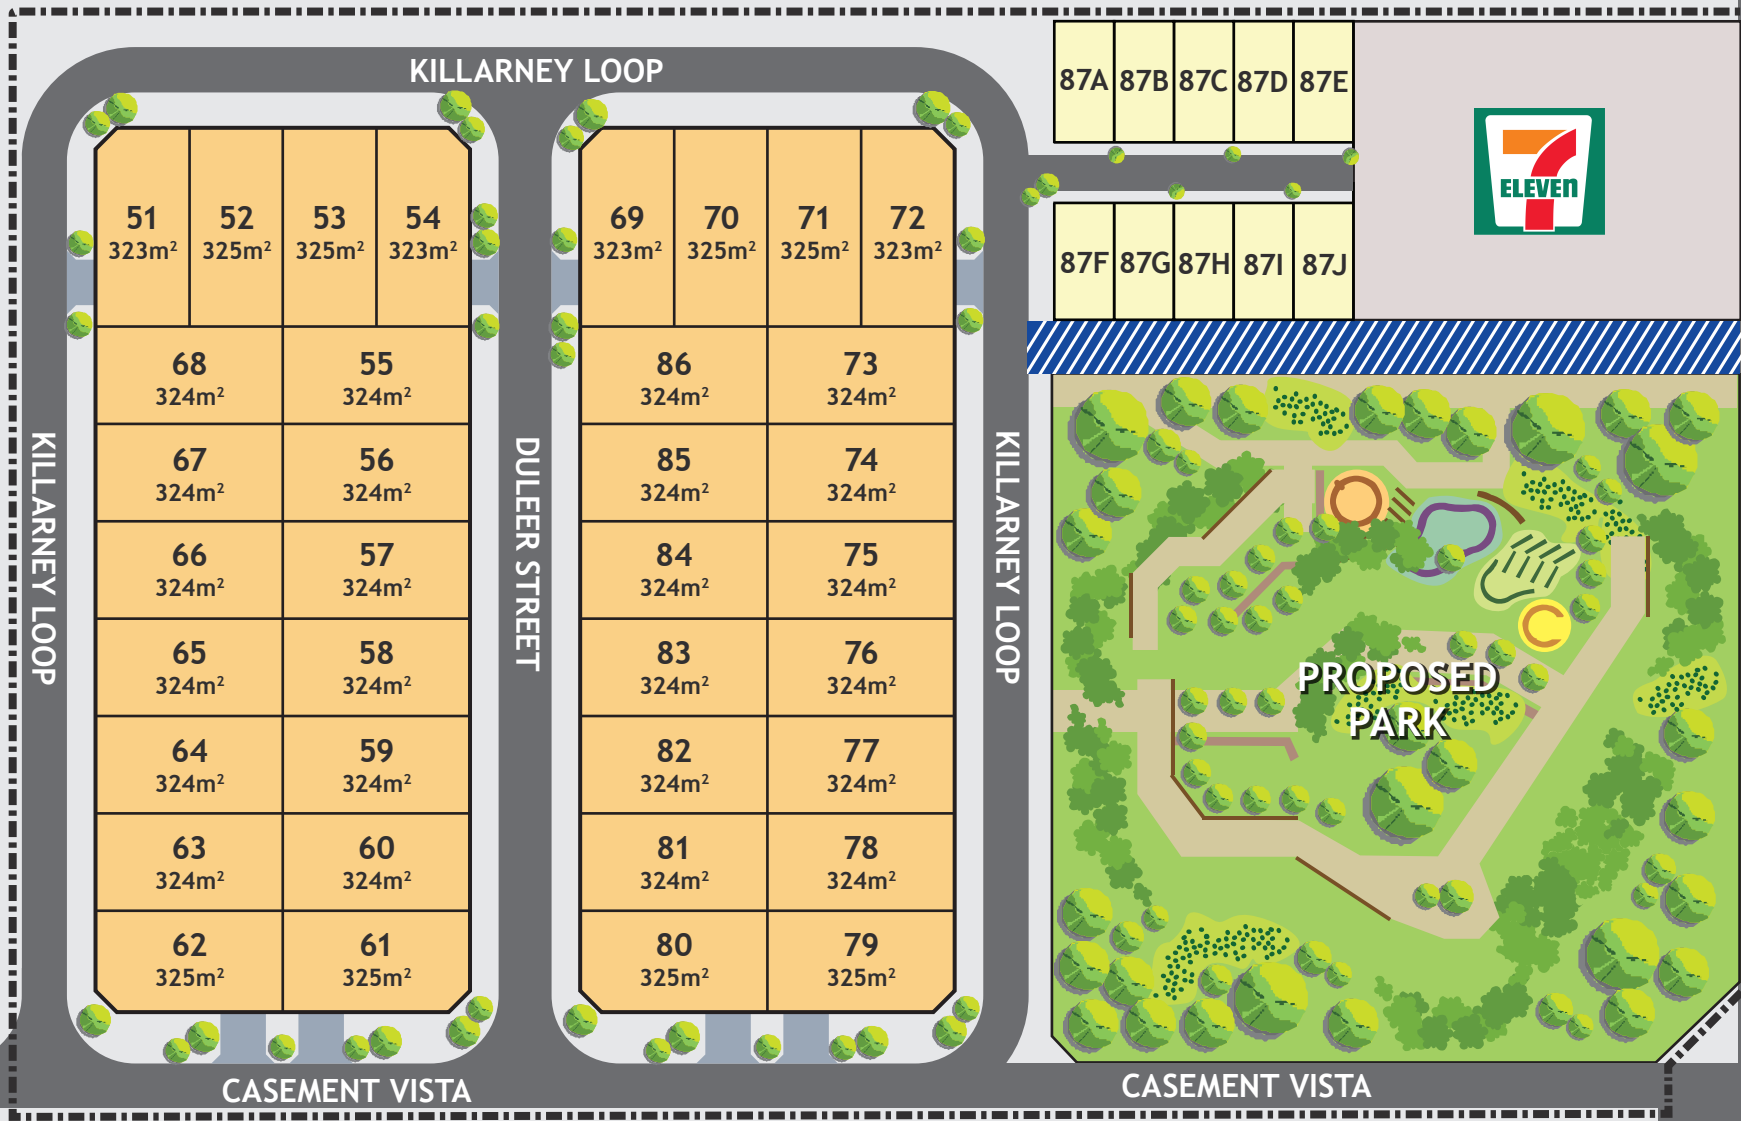 KILLARNEY LOOP
87A
87B
87C
87D
87E
7
ELEVEN
51
323m²
52
325m²
53
325m²
54
323m²
69
323m²
70
325m²
71
325m²
72
323m²
87F
87G
87H
87I
87J
68
324m²
55
324m²
86
324m²
73
324m²
67
324m²
56
324m²
85
324m²
74
324m²
66
324m²
57
324m²
84
324m²
75
324m²
KILLARNEY LOOP
DULEER STREET
KILLARNEY LOOP
65
324m²
58
324m²
83
324m²
76
324m²
PROPOSED
PARK
64
324m²
59
324m²
82
324m²
77
324m²
63
324m²
60
324m²
81
324m²
78
324m²
62
325m²
61
325m²
80
325m²
79
325m²
CASEMENT VISTA
CASEMENT VISTA